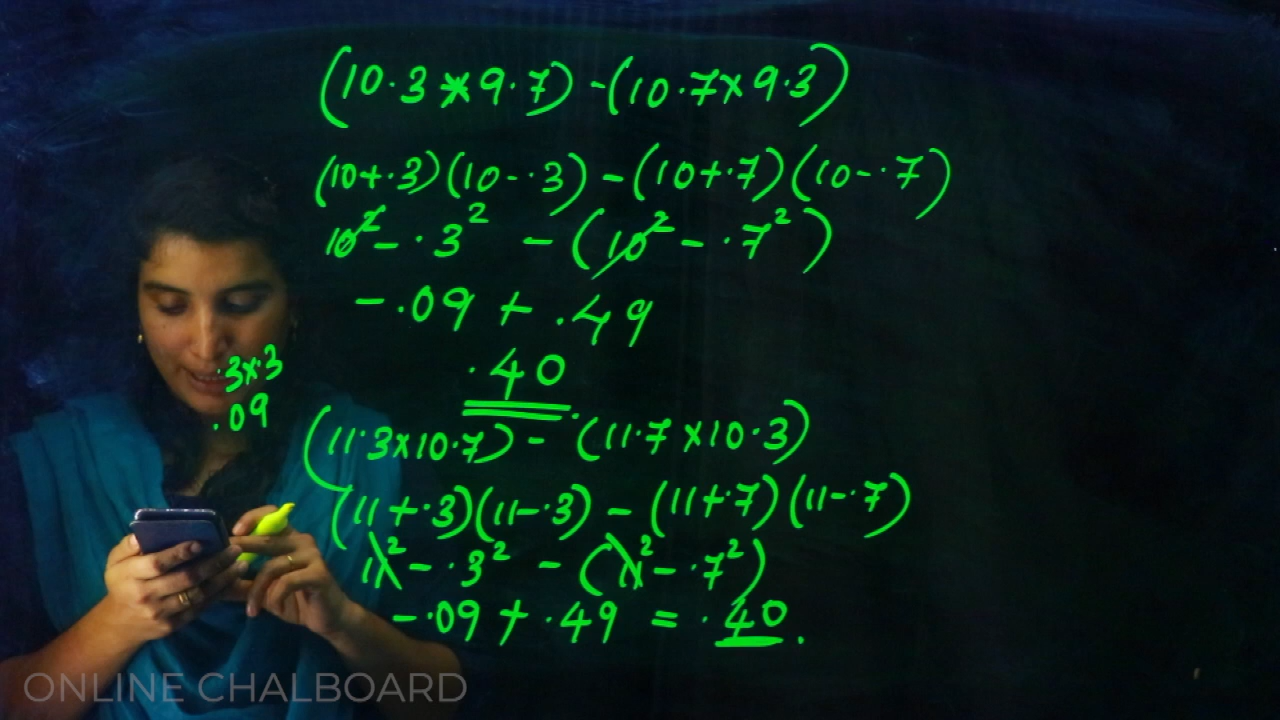 (10.3 × 9.7) - (10.7 × 9.3)
(10+.3)(10-.3) - (10+.7)(10-.7)
10² - .3² - (10² - .7²)
- .09 + .49
.40
.3×.3
.09
(11.3×10.7) - (11.7×10.3)
(11+.3)(11-.3) - (11+.7)(11-.7)
11² - .3² - (11² - .7²)
- .09 + .49 = .40.
ONLINE CHALBOARD